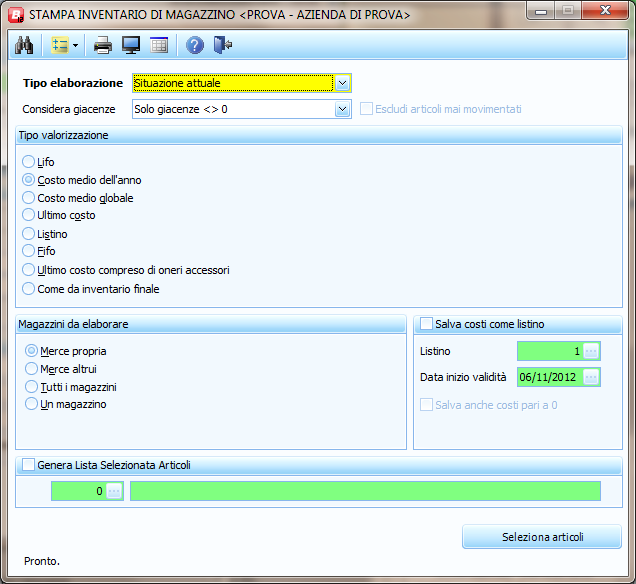 STAMPA INVENTARIO DI MAGAZZINO <PROVA - AZIENDA DI PROVA>
Tipo elaborazione Situazione attuale
Considera giacenze Solo giacenze <> 0 Escludi articoli mai movimentati
Tipo valorizzazione
Lifo
Costo medio dell'anno
Costo medio globale
Ultimo costo
Listino
Fifo
Ultimo costo compreso di oneri accessori
Come da inventario finale
Magazzini da elaborare
Merce propria
Merce altrui
Tutti i magazzini
Un magazzino
Salva costi come listino
Listino 1 ...
Data inizio validità 06/11/2012 ...
Salva anche costi pari a 0
Genera Lista Selezionata Articoli
0 ...
Seleziona articoli
Pronto.